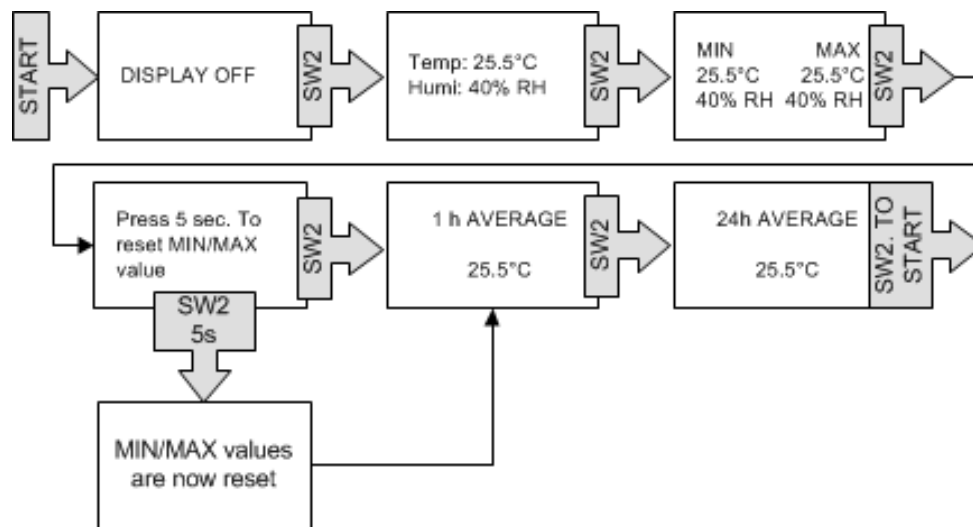 START
DISPLAY OFF
SW2
Temp: 25.5°C
Humi: 40% RH
SW2
MIN MAX
25.5°C 25.5°C
40% RH 40% RH
SW2
Press 5 sec. To
reset MIN/MAX
value
SW2
SW2
5s
1 h AVERAGE
25.5°C
SW2
24h AVERAGE
25.5°C
SW2. TO
START
MIN/MAX values
are now reset